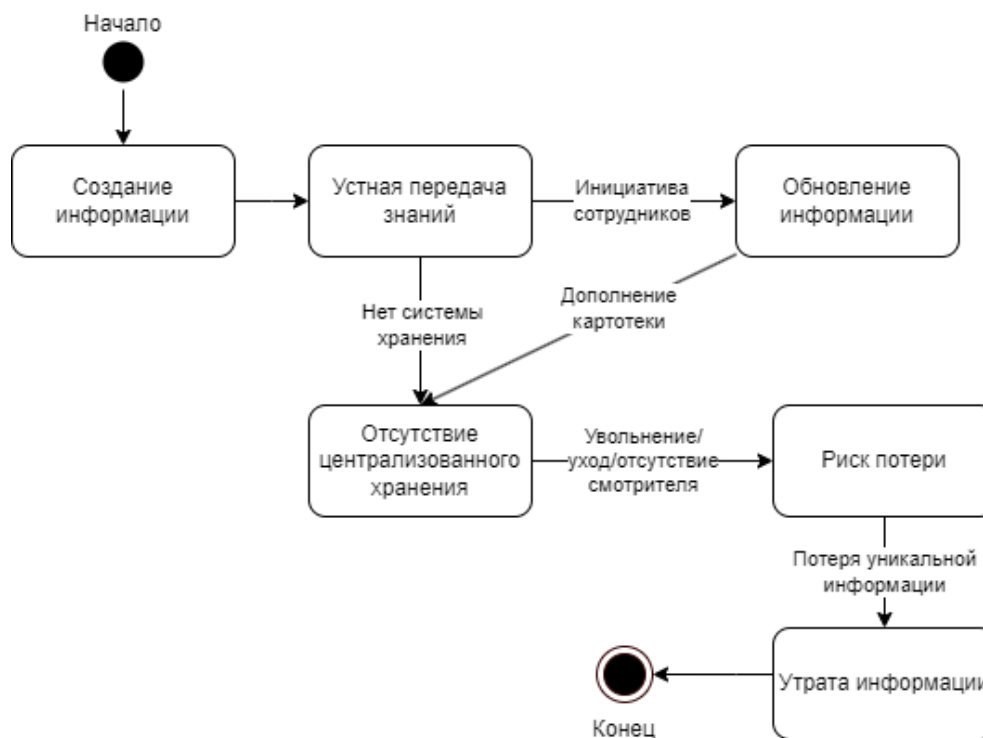 Начало
Создание
информации
Устная передача
знаний
Инициатива
сотрудников
Обновление
информации
Нет системы
хранения
Дополнение
картотеки
Отсутствие
централизованного
хранения
Увольнение/
уход/отсутствие
смотрителя
Риск потери
Потеря уникальной
информации
Утрата информации
Конец